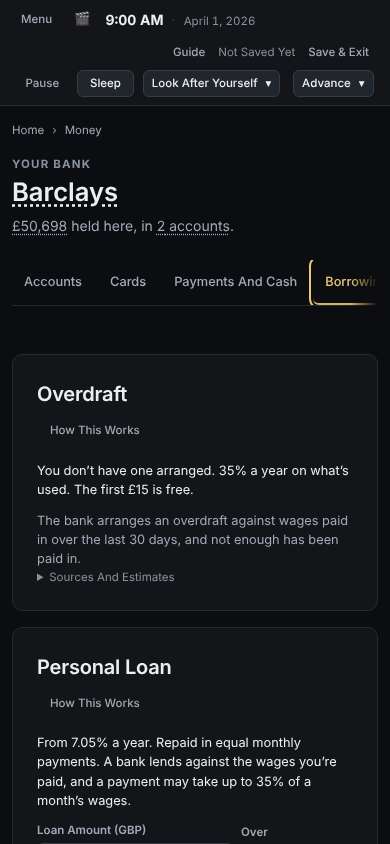 Menu 🎬 9:00 AM · April 1, 2026
Guide Not Saved Yet Save & Exit
Pause Sleep Look After Yourself ▾ Advance ▾
Home › Money
YOUR BANK
Barclays
£50,698 held here, in 2 accounts.
Accounts Cards Payments And Cash Borrowin
Overdraft
How This Works
You don’t have one arranged. 35% a year on what’s
used. The first £15 is free.
The bank arranges an overdraft against wages paid
in over the last 30 days, and not enough has been
paid in.
▶ Sources And Estimates
Personal Loan
How This Works
From 7.05% a year. Repaid in equal monthly
payments. A bank lends against the wages you’re
paid, and a payment may take up to 35% of a
month’s wages.
Loan Amount (GBP) Over